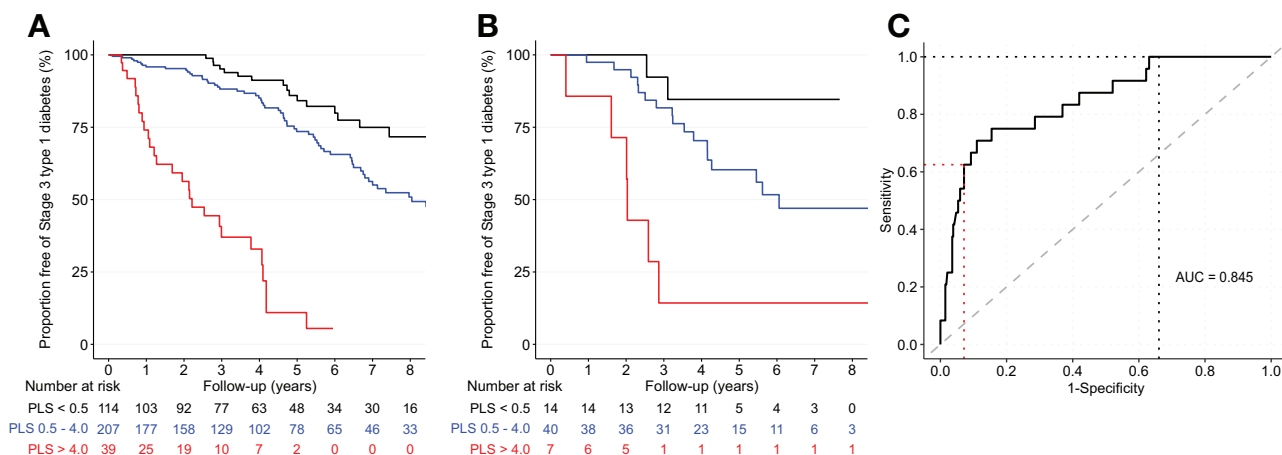 A
Proportion free of Stage 3 type 1 diabetes (%)
100
75
50
25
0
0 1 2 3 4 5 6 7 8
Number at risk Follow-up (years)
PLS < 0.5 114 103 92 77 63 48 34 30 16
PLS 0.5 - 4.0 207 177 158 129 102 78 65 46 33
PLS > 4.0 39 25 19 10 7 2 0 0 0
B
Proportion free of Stage 3 type 1 diabetes (%)
100
75
50
25
0
0 1 2 3 4 5 6 7 8
Number at risk Follow-up (years)
PLS < 0.5 14 14 13 12 11 5 4 3 0
PLS 0.5 - 4.0 40 38 36 31 23 15 11 6 3
PLS > 4.0 7 6 5 1 1 1 1 1 1
C
Sensitivity
1.0
0.8
0.6
0.4
0.2
0.0
AUC = 0.845
0.0 0.2 0.4 0.6 0.8 1.0
1-Specificity